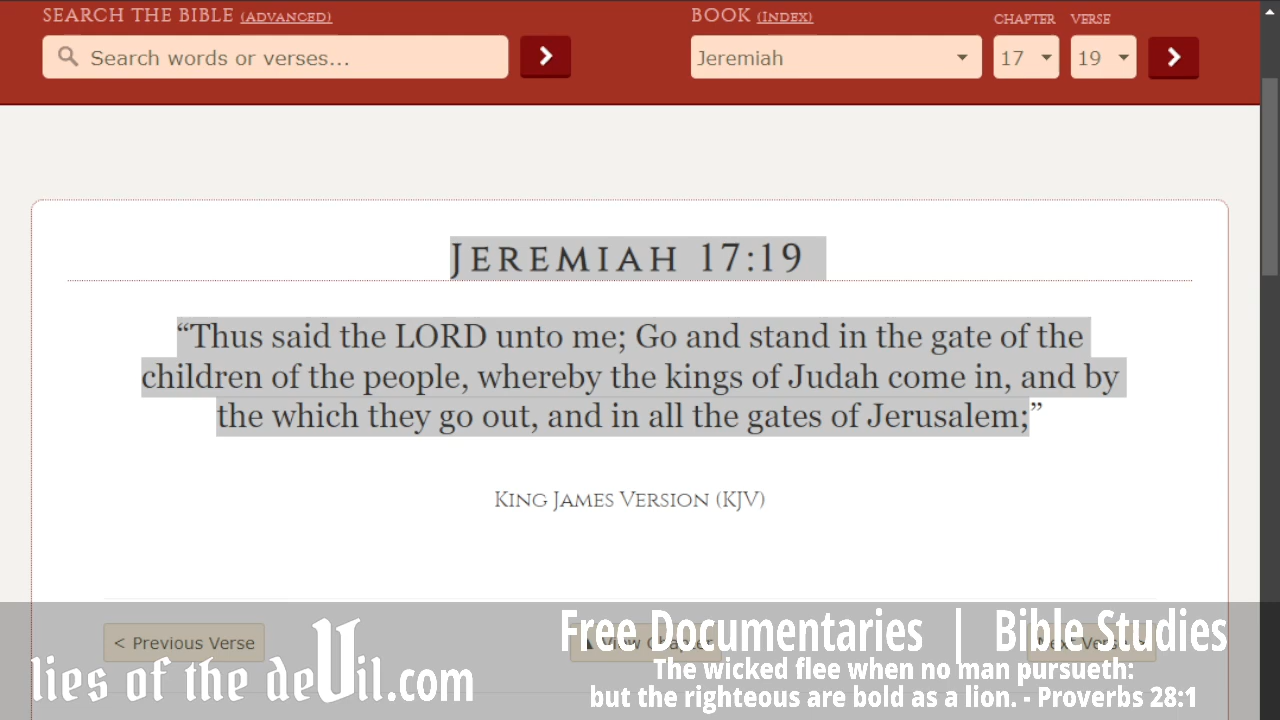 SEARCH THE BIBLE (ADVANCED)
BOOK (INDEX)
CHAPTER
VERSE
Search words or verses...
Jeremiah
17
19
JEREMIAH 17:19
“Thus said the LORD unto me; Go and stand in the gate of the
children of the people, whereby the kings of Judah come in, and by
the which they go out, and in all the gates of Jerusalem;”
KING JAMES VERSION (KJV)
< Previous Verse
▲ View Chapter
Next Verse >
lies of the deVil.com
Free Documentaries | Bible Studies
The wicked flee when no man pursueth:
but the righteous are bold as a lion. - Proverbs 28:1